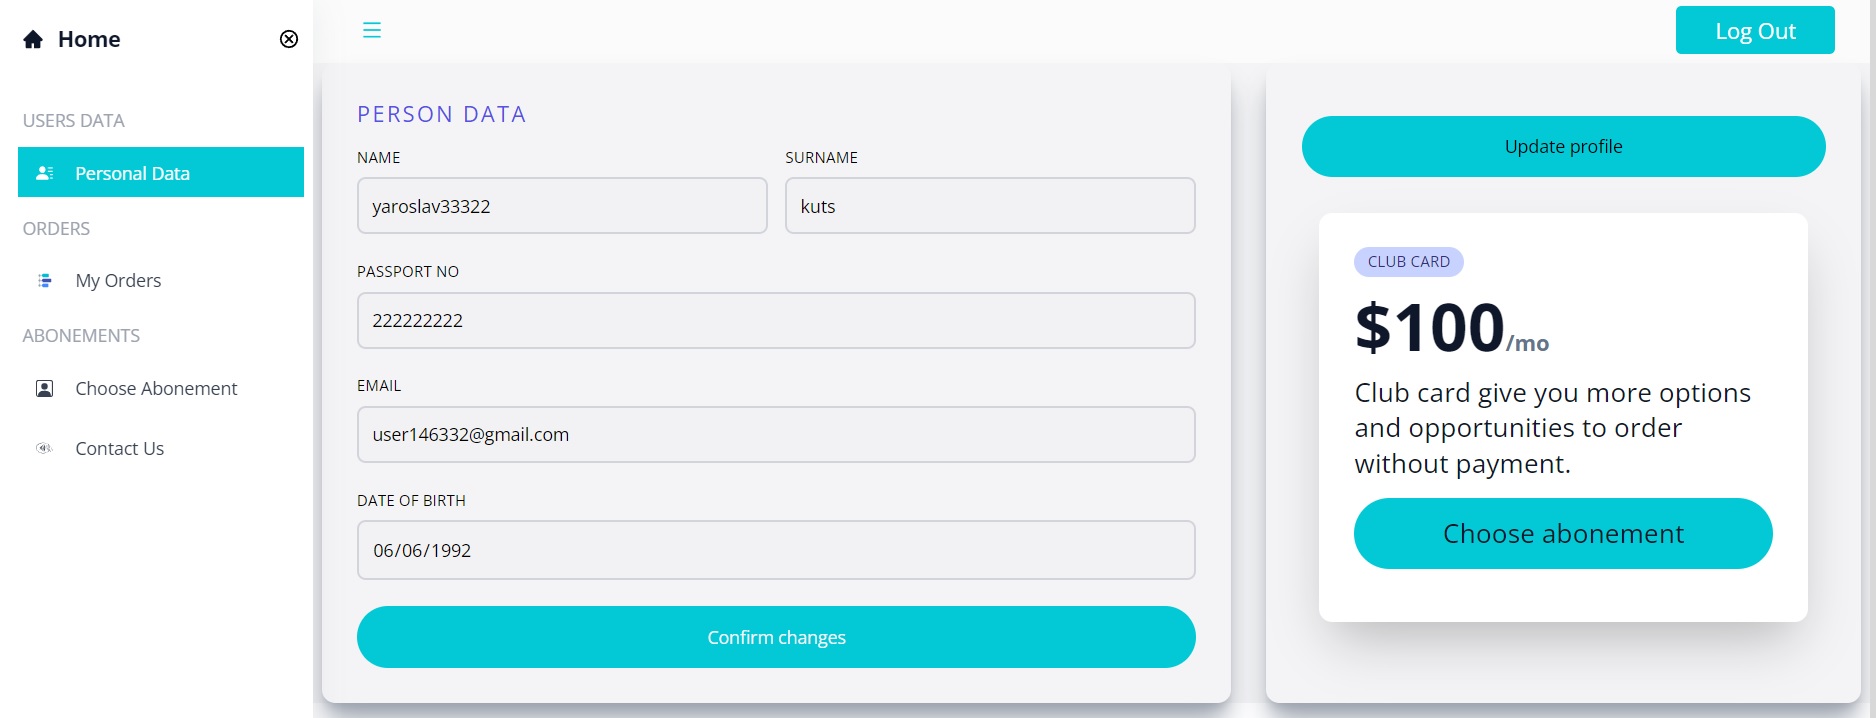 Home
USERS DATA
Personal Data
ORDERS
My Orders
ABONEMENTS
Choose Abonement
Contact Us
Log Out
PERSON DATA
NAME
SURNAME
yaroslav33322
kuts
PASSPORT NO
222222222
EMAIL
user146332@gmail.com
DATE OF BIRTH
06/06/1992
Confirm changes
Update profile
CLUB CARD
$100/mo
Club card give you more options
and opportunities to order
without payment.
Choose abonement